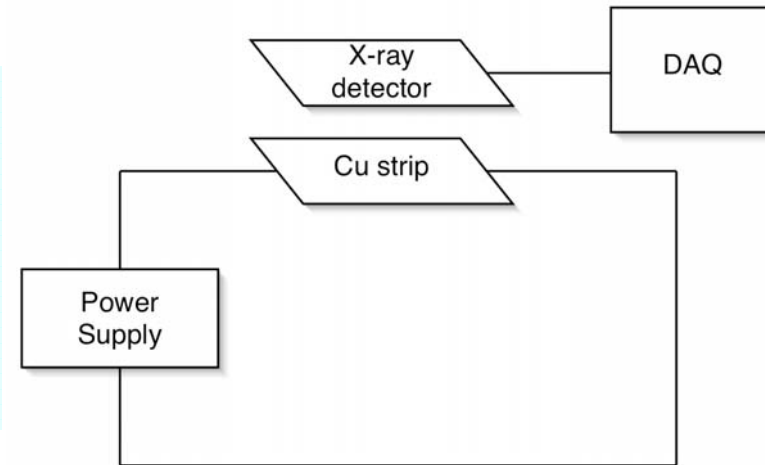 X-ray
detector
DAQ
Cu strip
Power
Supply